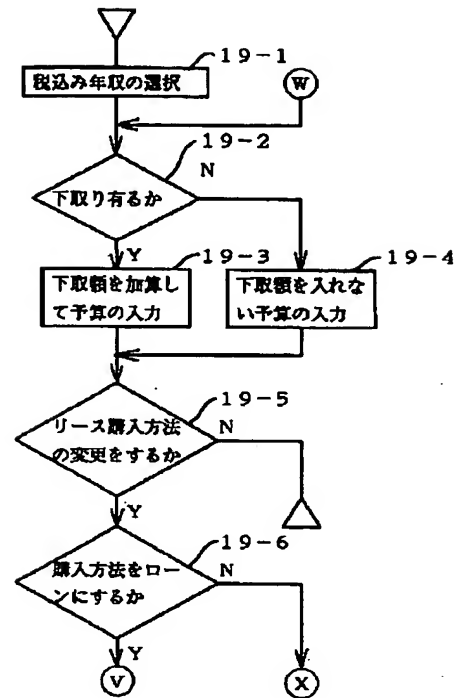 19-1
税込み年収の選択
W
19-2
N
下取り有るか
Y
19-3
19-4
下取額を加算し
て予算の入力
下取額を入れな
い予算の入力
19-5
リース購入方法
の変更をするか
N
Y
19-6
購入方法をロー
ンにするか
N
Y
V
X